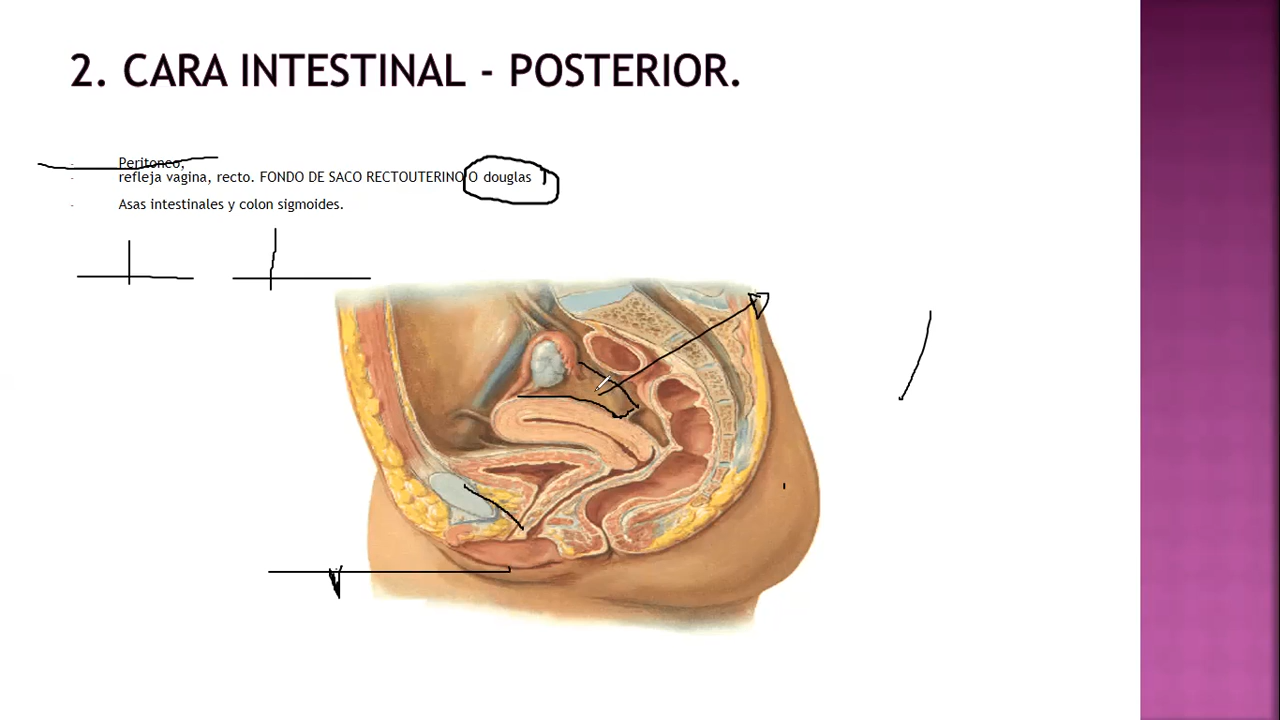 2. CARA INTESTINAL - POSTERIOR.
- Peritoneo,
- refleja vagina, recto. FONDO DE SACO RECTOUTERINO O douglas
- Asas intestinales y colon sigmoides.